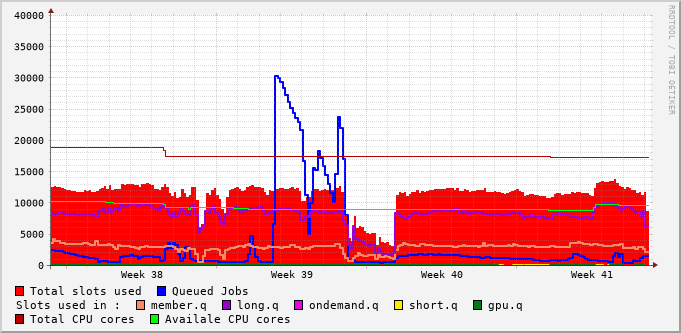 40000
35000
30000
25000
20000
15000
10000
5000
0
Week 38 Week 39 Week 40 Week 41
RRDTOOL / TOBI OETIKER
Total slots used Queued Jobs
Slots used in : member.q long.q ondemand.q short.q gpu.q
Total CPU cores Availale CPU cores